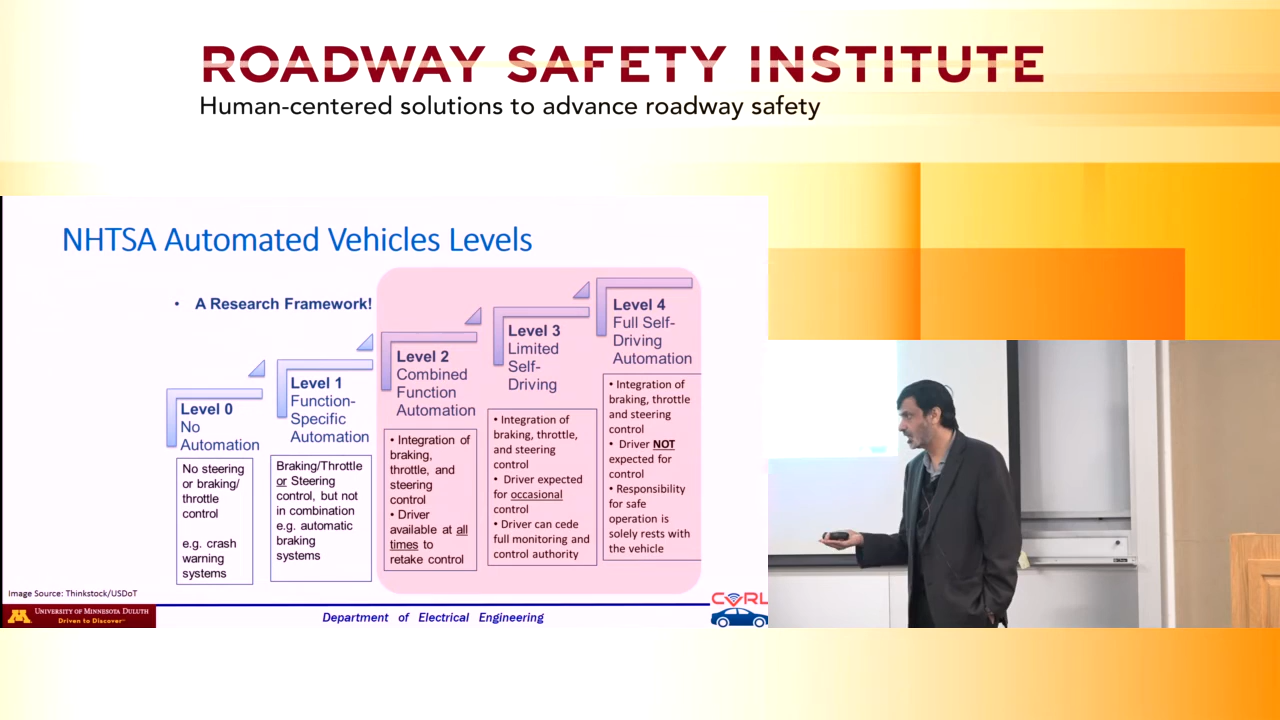 ROADWAY SAFETY INSTITUTE
Human-centered solutions to advance roadway safety
NHTSA Automated Vehicles Levels
• A Research Framework!
Level 0
No
Automation
No steering
or braking/
throttle
control
e.g. crash
warning
systems
Level 1
Function-
Specific
Automation
Braking/Throttle
or Steering
control, but not
in combination
e.g. automatic
braking
systems
Level 2
Combined
Function
Automation
• Integration of
braking,
throttle, and
steering
control
• Driver
available at all
times to
retake control
Level 3
Limited
Self-
Driving
• Integration of
braking, throttle,
and steering
control
• Driver expected
for occasional
control
• Driver can cede
full monitoring and
control authority
Level 4
Full Self-
Driving
Automation
• Integration of
braking, throttle
and steering
control
• Driver NOT
expected for
control
• Responsibility
for safe
operation is
solely rests with
the vehicle
Image Source: Thinkstock/USDoT
UNIVERSITY OF MINNESOTA DULUTH
Driven to Discover℠
Department of Electrical Engineering
CVRL